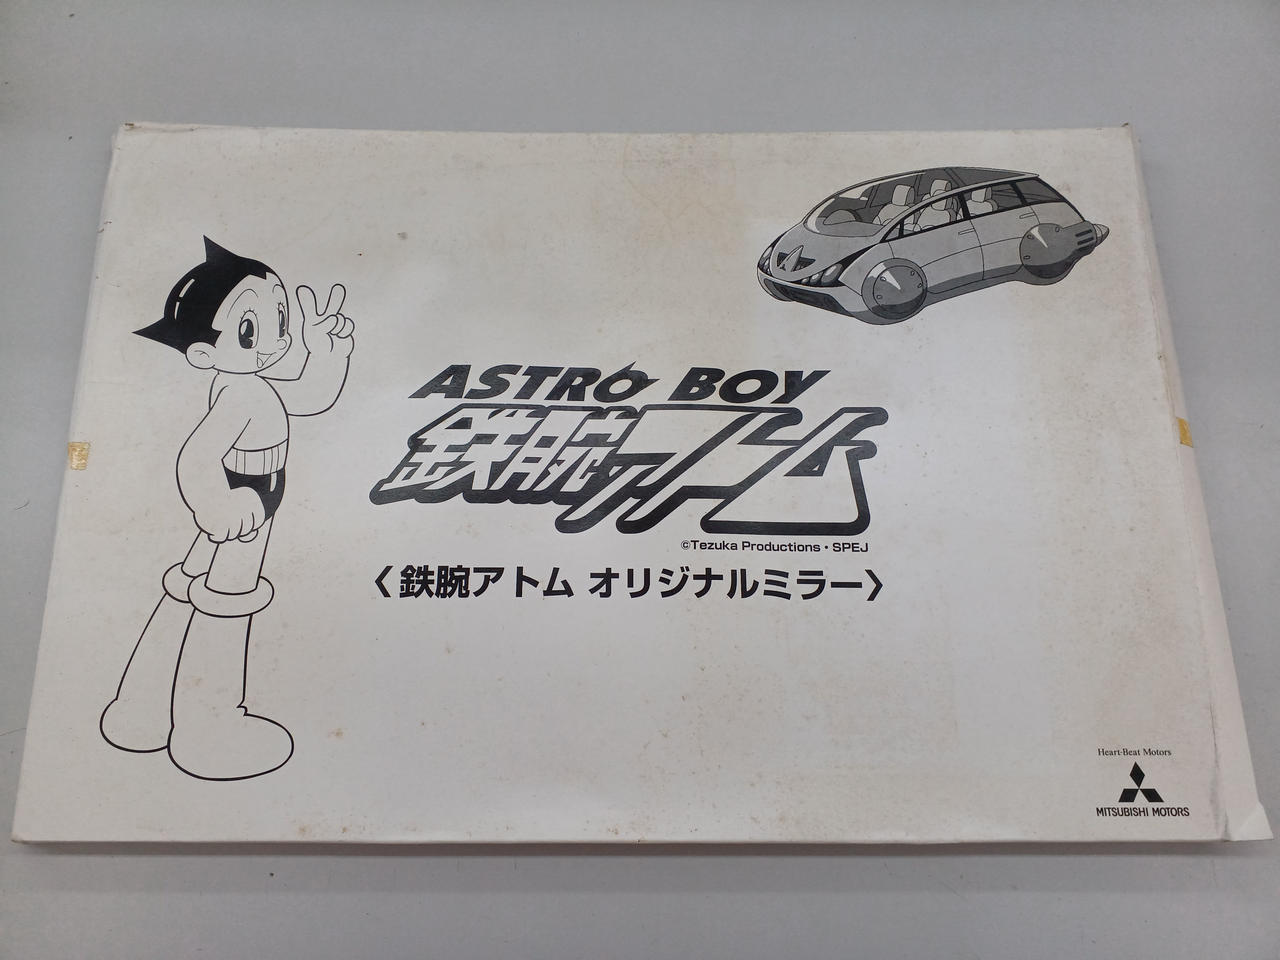 ASTRO BOY
鉄腕アトム
©Tezuka Productions・SPEJ
〈鉄腕アトム オリジナルミラー〉
Heart-Beat Motors
MITSUBISHI MOTORS